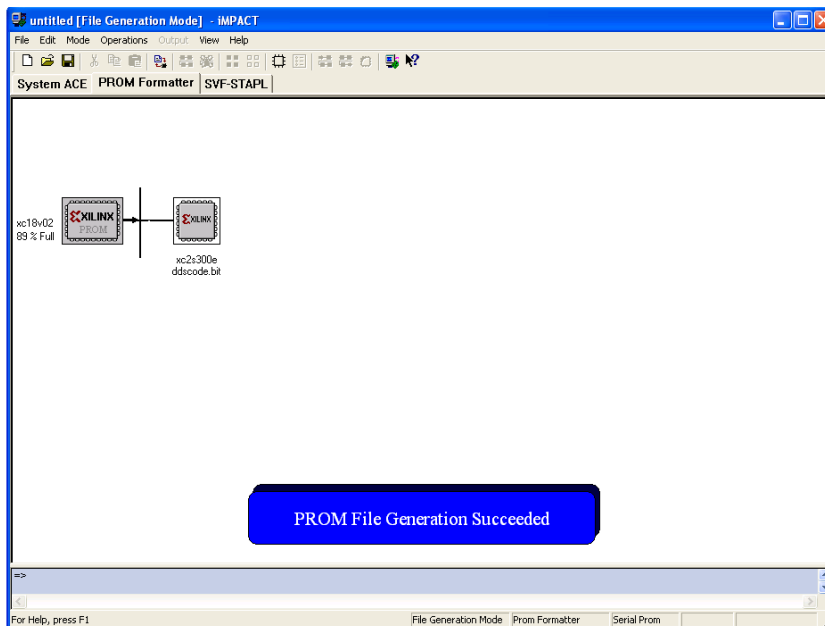 untitled [File Generation Mode] - iMPACT
File Edit Mode Operations Output View Help
System ACE PROM Formatter SVF-STAPL
xc18v02
89 % Full
XILINX
PROM
XILINX
xc2s300e
ddscode.bit
PROM File Generation Succeeded
=>
For Help, press F1 File Generation Mode Prom Formatter Serial Prom